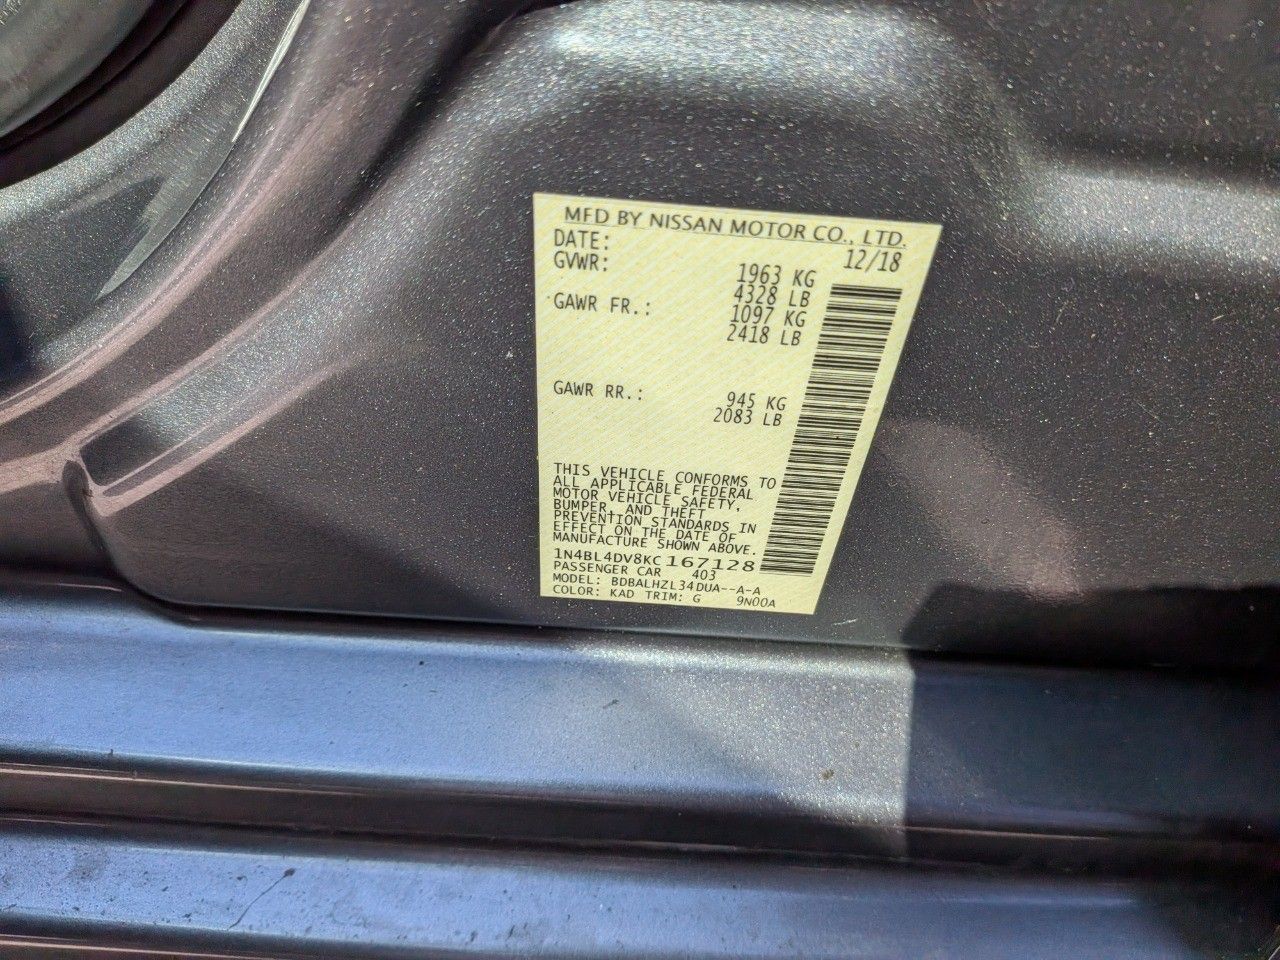 MFD BY NISSAN MOTOR CO., LTD.
DATE: 12/18
GVWR: 1963 KG
4328 LB
GAWR FR.: 1097 KG
2418 LB
GAWR RR.: 945 KG
2083 LB
THIS VEHICLE CONFORMS TO
ALL APPLICABLE FEDERAL
MOTOR VEHICLE SAFETY,
BUMPER, AND THEFT
PREVENTION STANDARDS IN
EFFECT ON THE DATE OF
MANUFACTURE SHOWN ABOVE.
1N4BL4DV8KC167128
PASSENGER CAR 403
MODEL: BDBALHZL34DUA--A-A
COLOR: KAD TRIM: G 9N00A